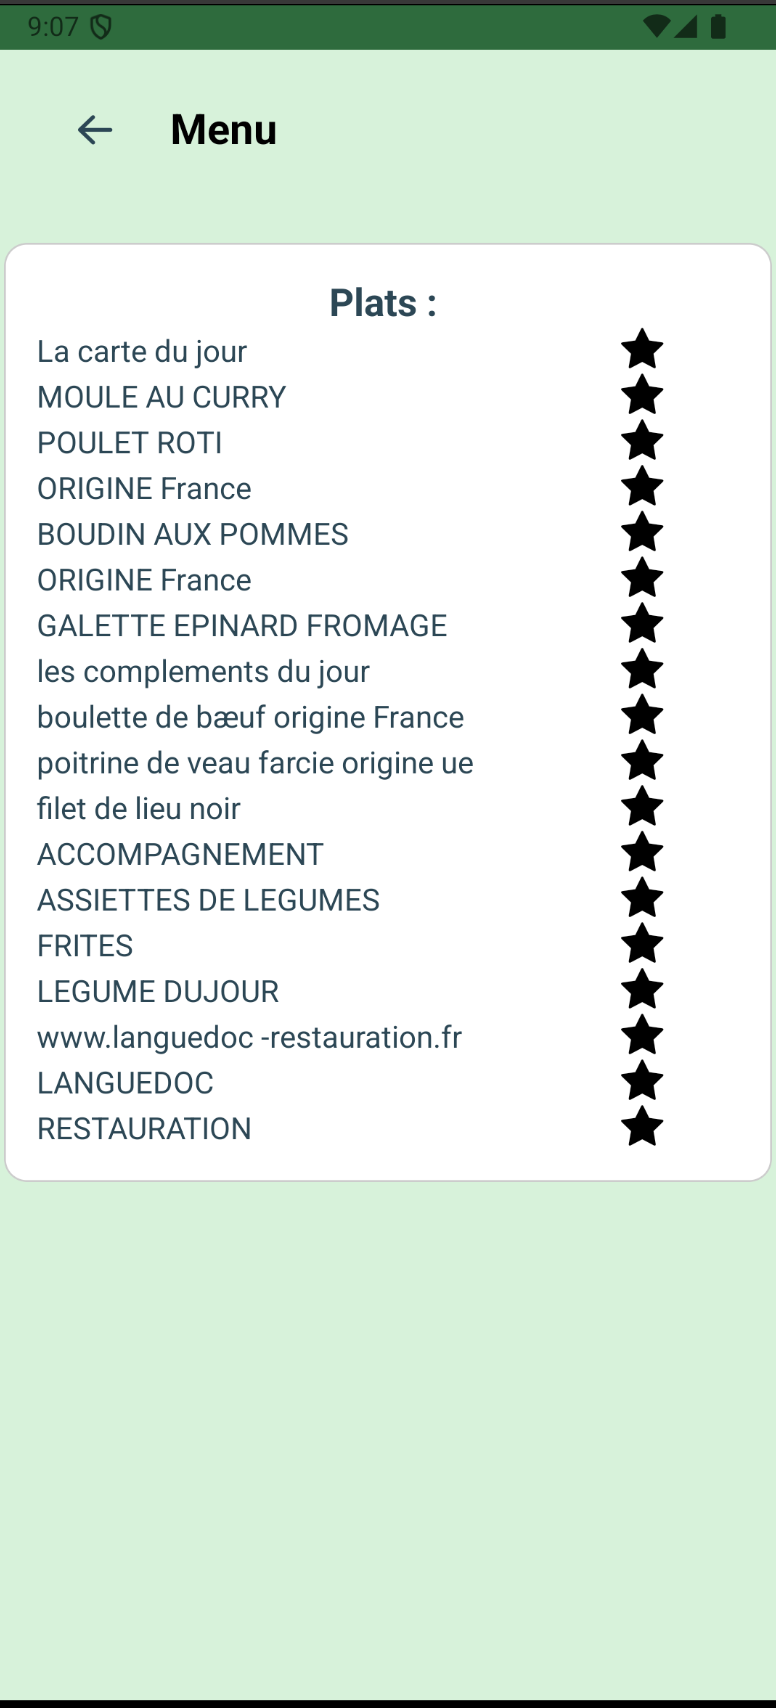 9:07
Menu
Plats :
La carte du jour
MOULE AU CURRY
POULET ROTI
ORIGINE France
BOUDIN AUX POMMES
ORIGINE France
GALETTE EPINARD FROMAGE
les complements du jour
boulette de bæuf origine France
poitrine de veau farcie origine ue
filet de lieu noir
ACCOMPAGNEMENT
ASSIETTES DE LEGUMES
FRITES
LEGUME DUJOUR
www.languedoc -restauration.fr
LANGUEDOC
RESTAURATION